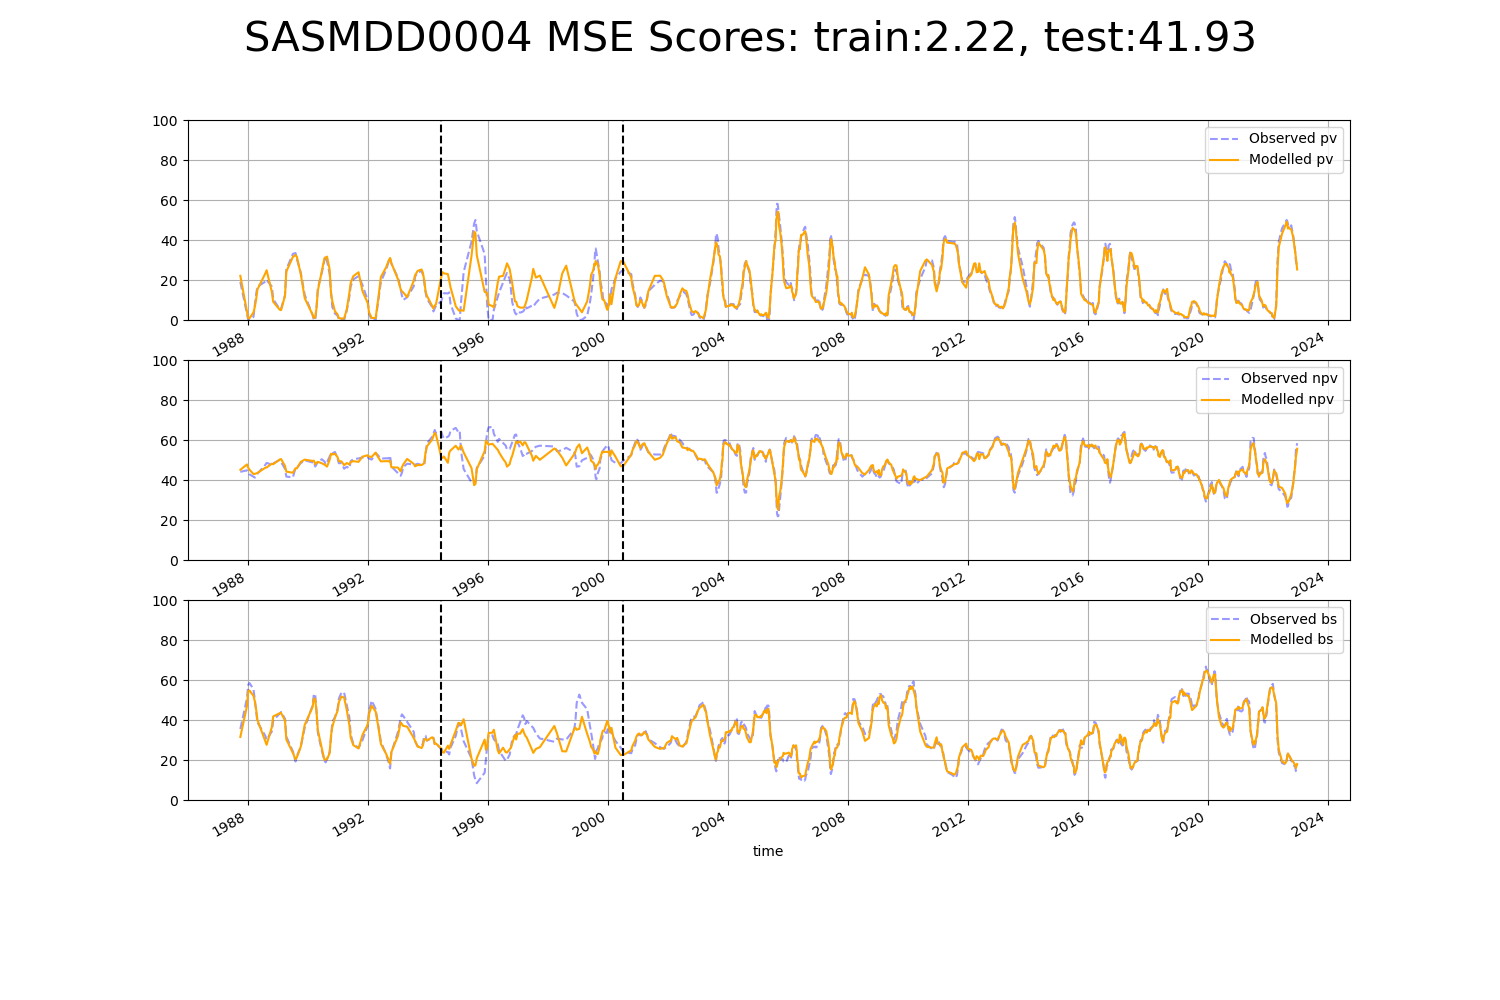 SASMDD0004 MSE Scores: train:2.22, test:41.93
100
80
60
40
20
0
Observed pv
Modelled pv
1988 1992 1996 2000 2004 2008 2012 2016 2020 2024
100
80
60
40
20
0
Observed npv
Modelled npv
1988 1992 1996 2000 2004 2008 2012 2016 2020 2024
100
80
60
40
20
0
Observed bs
Modelled bs
1988 1992 1996 2000 2004 2008 2012 2016 2020 2024
time